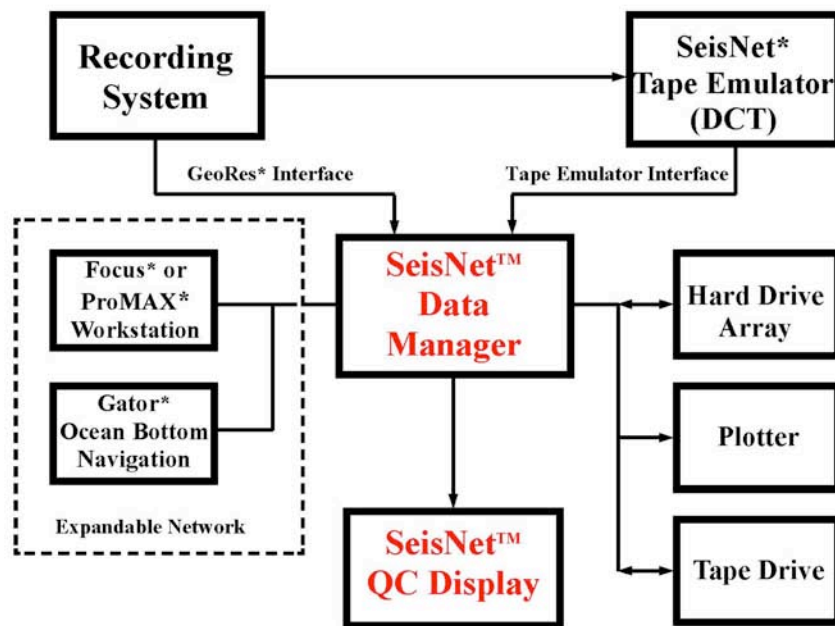 Recording
System
SeisNet*
Tape Emulator
(DCT)
GeoRes* Interface
Tape Emulator Interface
Focus* or
ProMAX*
Workstation
SeisNet™
Data
Manager
Hard Drive
Array
Gator*
Ocean Bottom
Navigation
Plotter
Expandable Network
SeisNet™
QC Display
Tape Drive